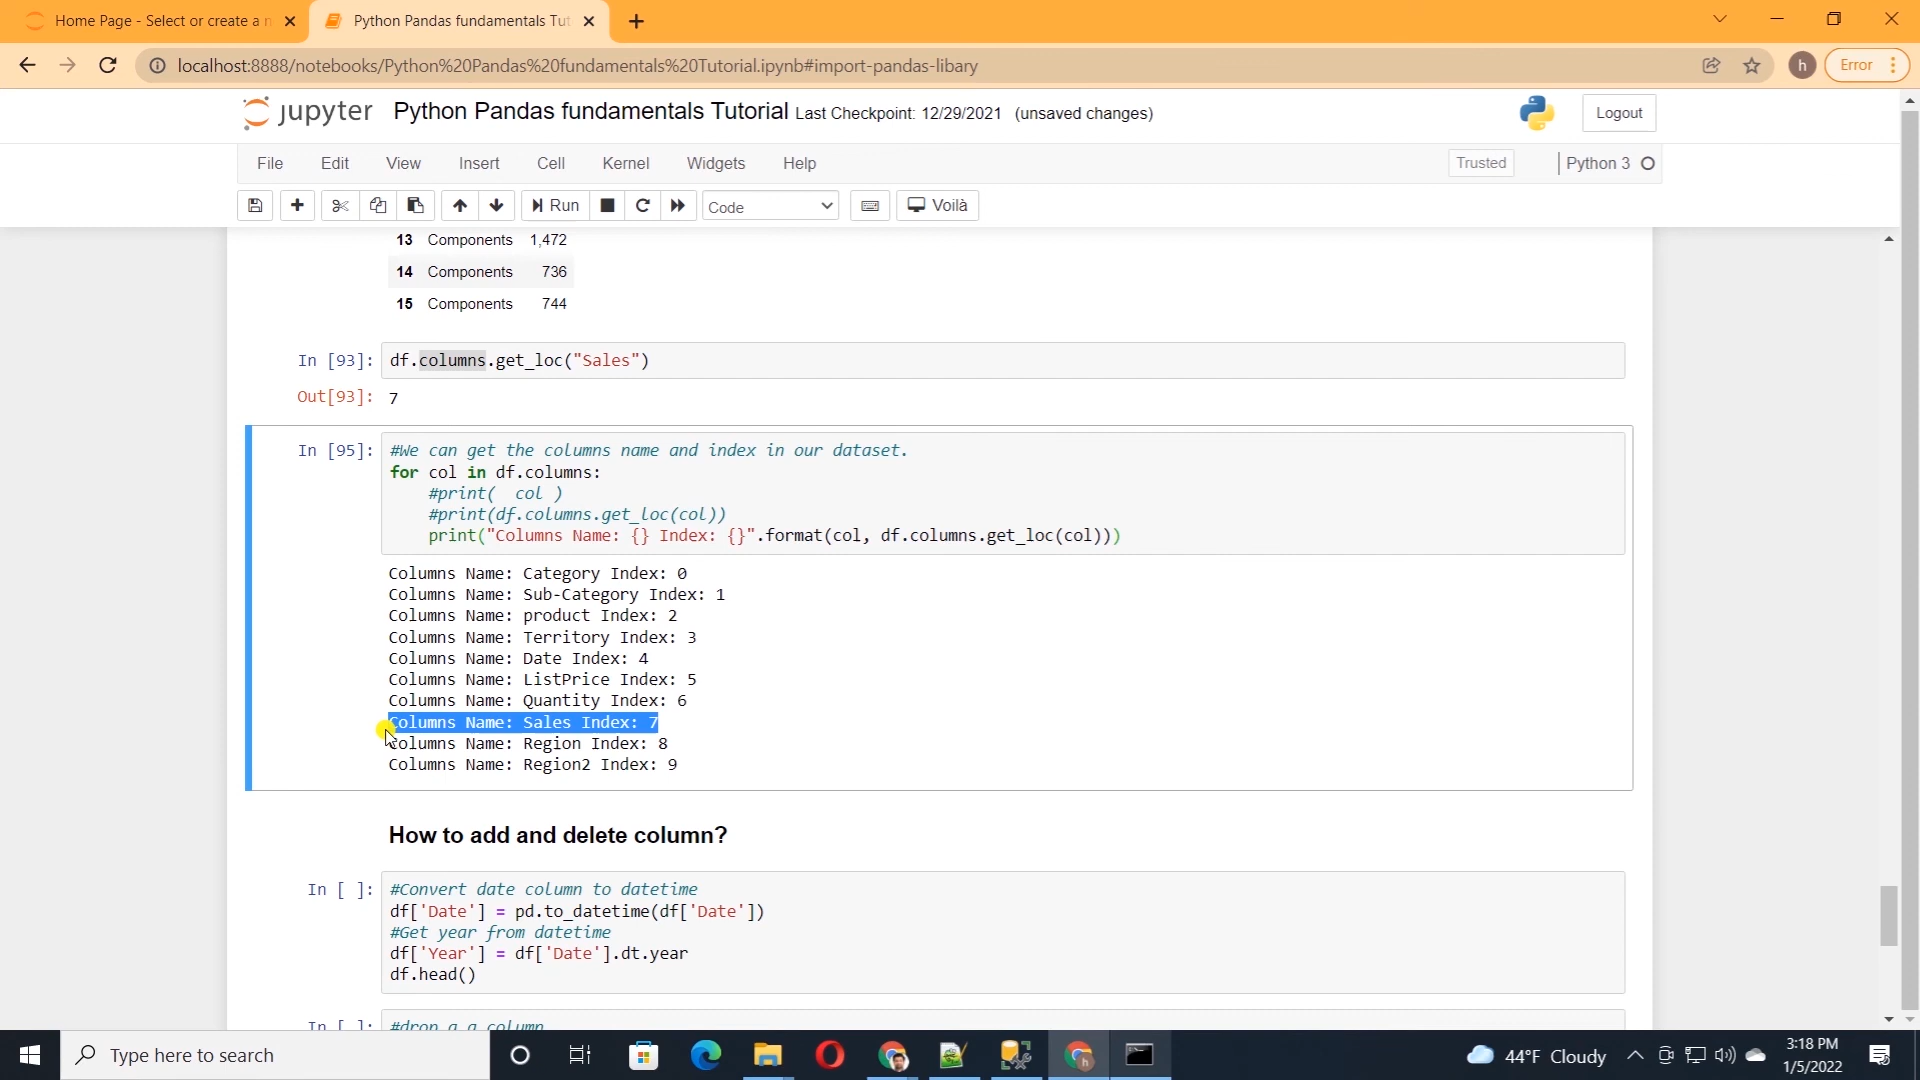 Home Page - Select or create a n
Python Pandas fundamentals Tut
localhost:8888/notebooks/Python%20Pandas%20fundamentals%20Tutorial.ipynb#import-pandas-libary
h
Error
jupyter
Python Pandas fundamentals Tutorial Last Checkpoint: 12/29/2021 (unsaved changes)
Logout
File Edit View Insert Cell Kernel Widgets Help
Trusted
Python 3
Run
Code
Voilà
13 Components 1,472
14 Components 736
15 Components 744
In [93]: df.columns.get_loc("Sales")
Out[93]: 7
In [95]: #We can get the columns name and index in our dataset.
for col in df.columns:
#print(  col )
#print(df.columns.get_loc(col))
print("Columns Name: {} Index: {}".format(col, df.columns.get_loc(col)))
Columns Name: Category Index: 0
Columns Name: Sub-Category Index: 1
Columns Name: product Index: 2
Columns Name: Territory Index: 3
Columns Name: Date Index: 4
Columns Name: ListPrice Index: 5
Columns Name: Quantity Index: 6
Columns Name: Sales Index: 7
Columns Name: Region Index: 8
Columns Name: Region2 Index: 9
How to add and delete column?
In [ ]: #Convert date column to datetime
df['Date'] = pd.to_datetime(df['Date'])
#Get year from datetime
df['Year'] = df['Date'].dt.year
df.head()
In [ ]: #drop a a column
Type here to search
h
44°F Cloudy
3:18 PM
1/5/2022